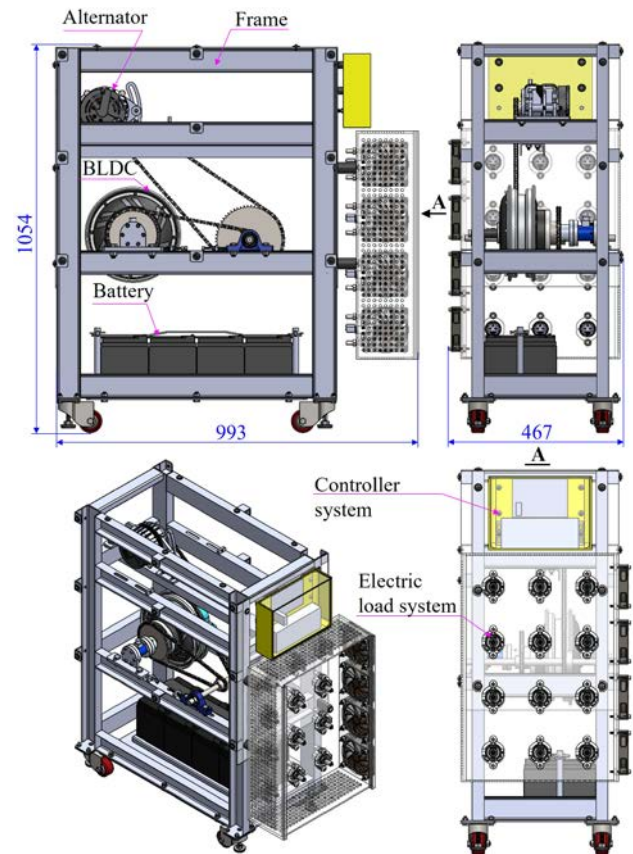 Alternator
Frame
BLDC
A
1054
Battery
993
467
A
Controller
system
Electric
load system